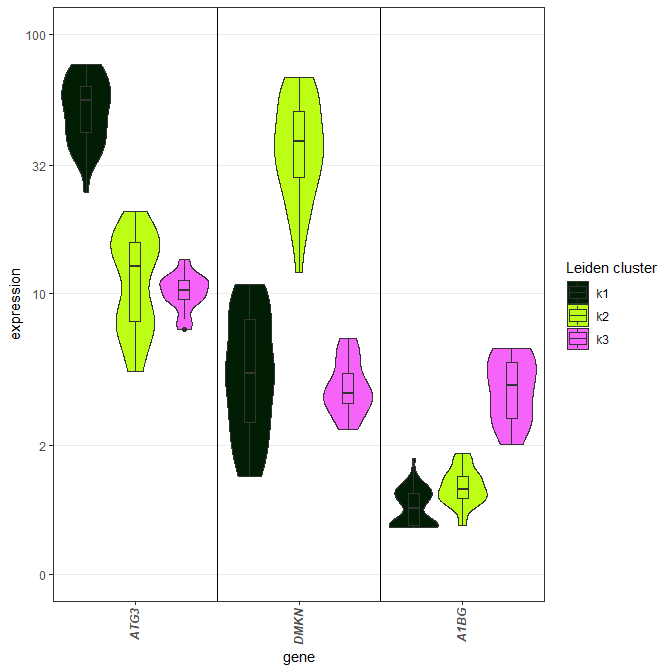 100
32
10
2
0
expression
ATG3
DMKN
A1BG
gene
Leiden cluster
k1
k2
k3